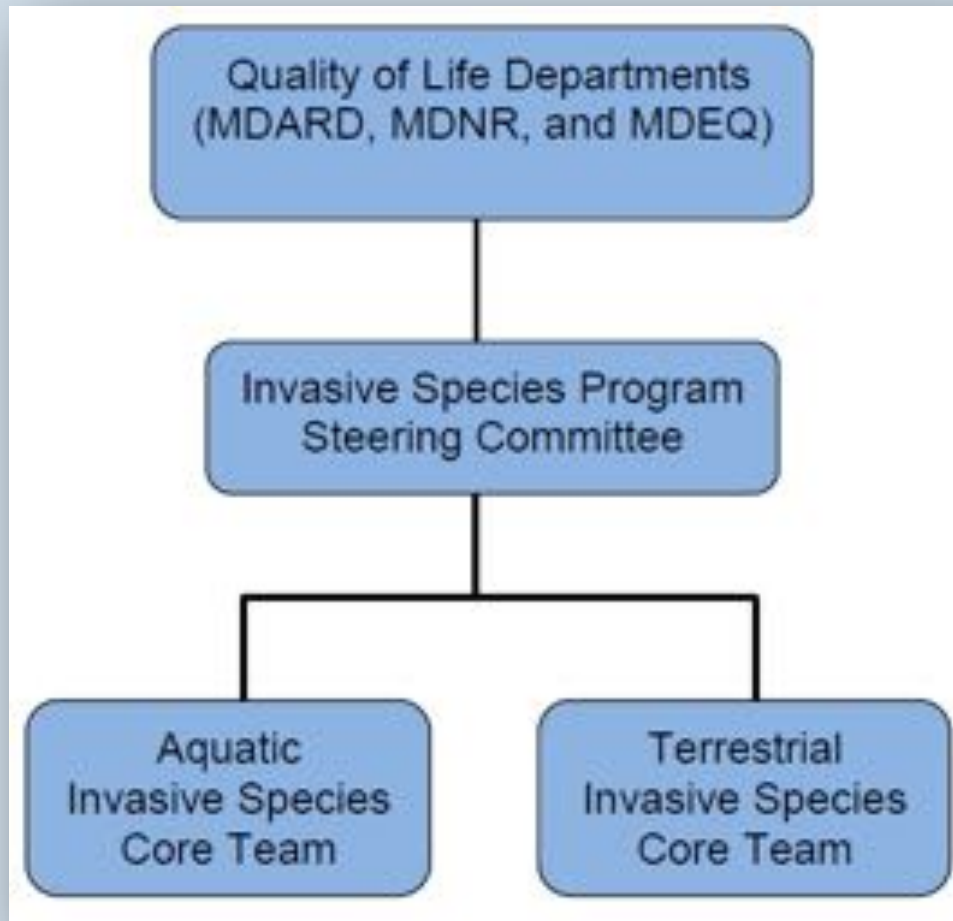 Quality of Life Departments
(MDARD, MDNR, and MDEQ)
Invasive Species Program
Steering Committee
Aquatic
Invasive Species
Core Team
Terrestrial
Invasive Species
Core Team